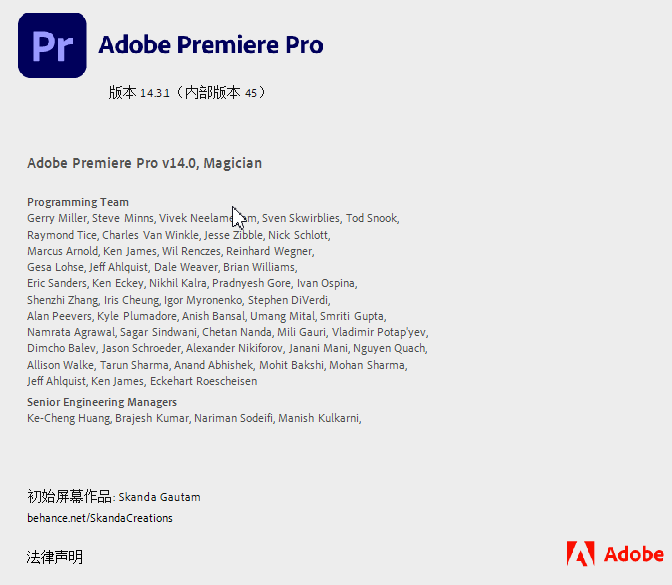 Pr Adobe Premiere Pro
版本 14.3.1（内部版本 45）
Adobe Premiere Pro v14.0, Magician
Programming Team
Gerry Miller, Steve Minns, Vivek Sven Skwirblies, Tod Snook,
Raymond Tice, Charles Van Winkle, Jesse Zibble, Nick Schlott,
Marcus Arnold, Ken James, Wil Renczes, Reinhard Wegner,
Gesa Lohse, Jeff Ahlquist, Dale Weaver, Brian Williams,
Eric Sanders, Ken Eckey, Nikhil Kalra, Pradnyesh Gore, Ivan Ospina,
Shenzhi Zhang, Iris Cheung, Igor Myronenko, Stephen DiVerdi,
Alan Peevers, Kyle Plumadore, Anish Bansal, Umang Mital, Smriti Gupta,
Namrata Agrawal, Sagar Sindwani, Chetan Nanda, Mili Gauri, Vladimir Potap'yev,
Dimcho Balev, Jason Schroeder, Alexander Nikiforov, Janani Mani, Nguyen Quach,
Allison Walke, Tarun Sharma, Anand Abhishek, Mohit Bakshi, Mohan Sharma,
Jeff Ahlquist, Ken James, Eckehart Roescheisen
Senior Engineering Managers
Ke-Cheng Huang, Brajesh Kumar, Nariman Sodeifi, Manish Kulkarni,
初始屏幕作品: Skanda Gautam
behance.net/SkandaCreations
法律声明
Adobe